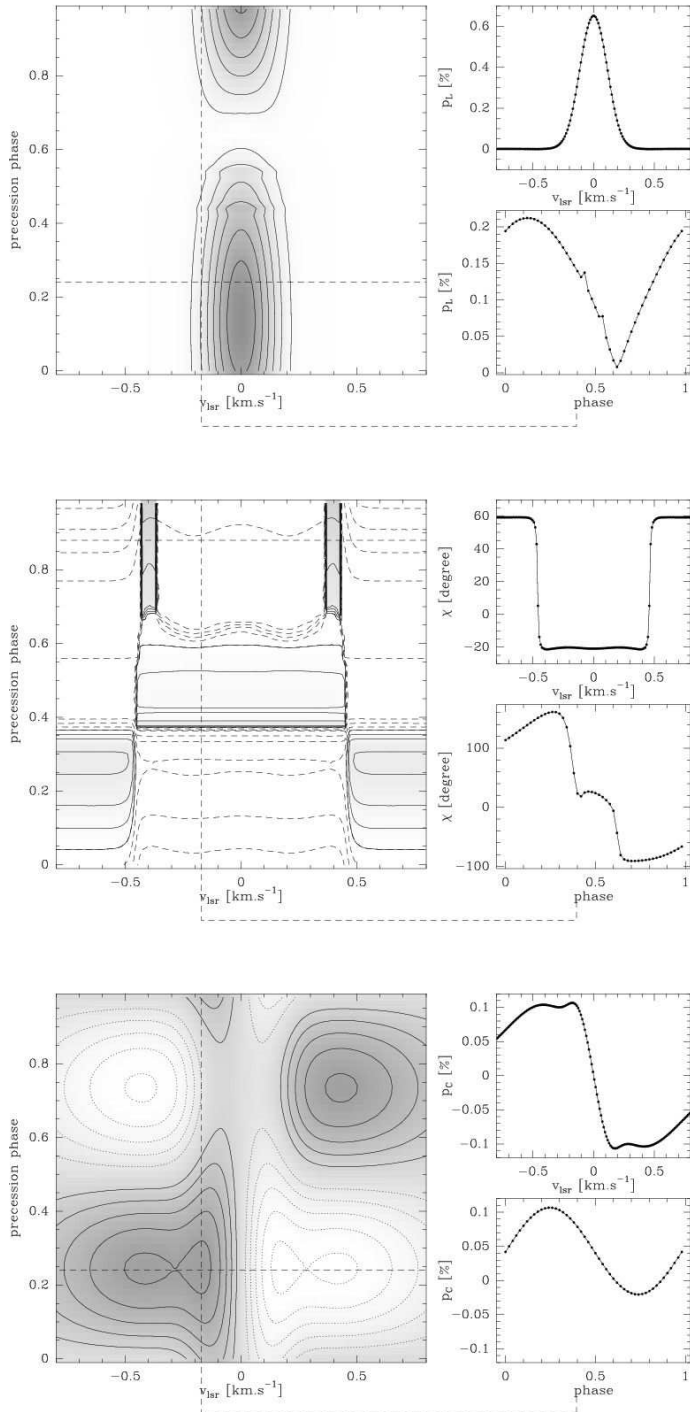 precession phase
0.8
0.6
0.4
0.2
0
−0.5 0 0.5
v_lsr [km.s⁻¹]
p_L [%]
0.6
0.4
0.2
0
−0.5 0 0.5
v_lsr [km.s⁻¹]
p_L [%]
0.2
0.15
0.1
0.05
0
0 0.5 1
phase
precession phase
0.8
0.6
0.4
0.2
0
−0.5 0 0.5
v_lsr [km.s⁻¹]
χ [degree]
60
40
20
0
−20
−0.5 0 0.5
v_lsr [km.s⁻¹]
χ [degree]
100
0
−100
0 0.5 1
phase
precession phase
0.8
0.6
0.4
0.2
0
−0.5 0 0.5
v_lsr [km.s⁻¹]
p_C [%]
0.1
0.05
0
−0.05
−0.1
−0.5 0 0.5
v_lsr [km.s⁻¹]
p_C [%]
0.1
0.05
0
−0.05
−0.1
0 0.5 1
phase